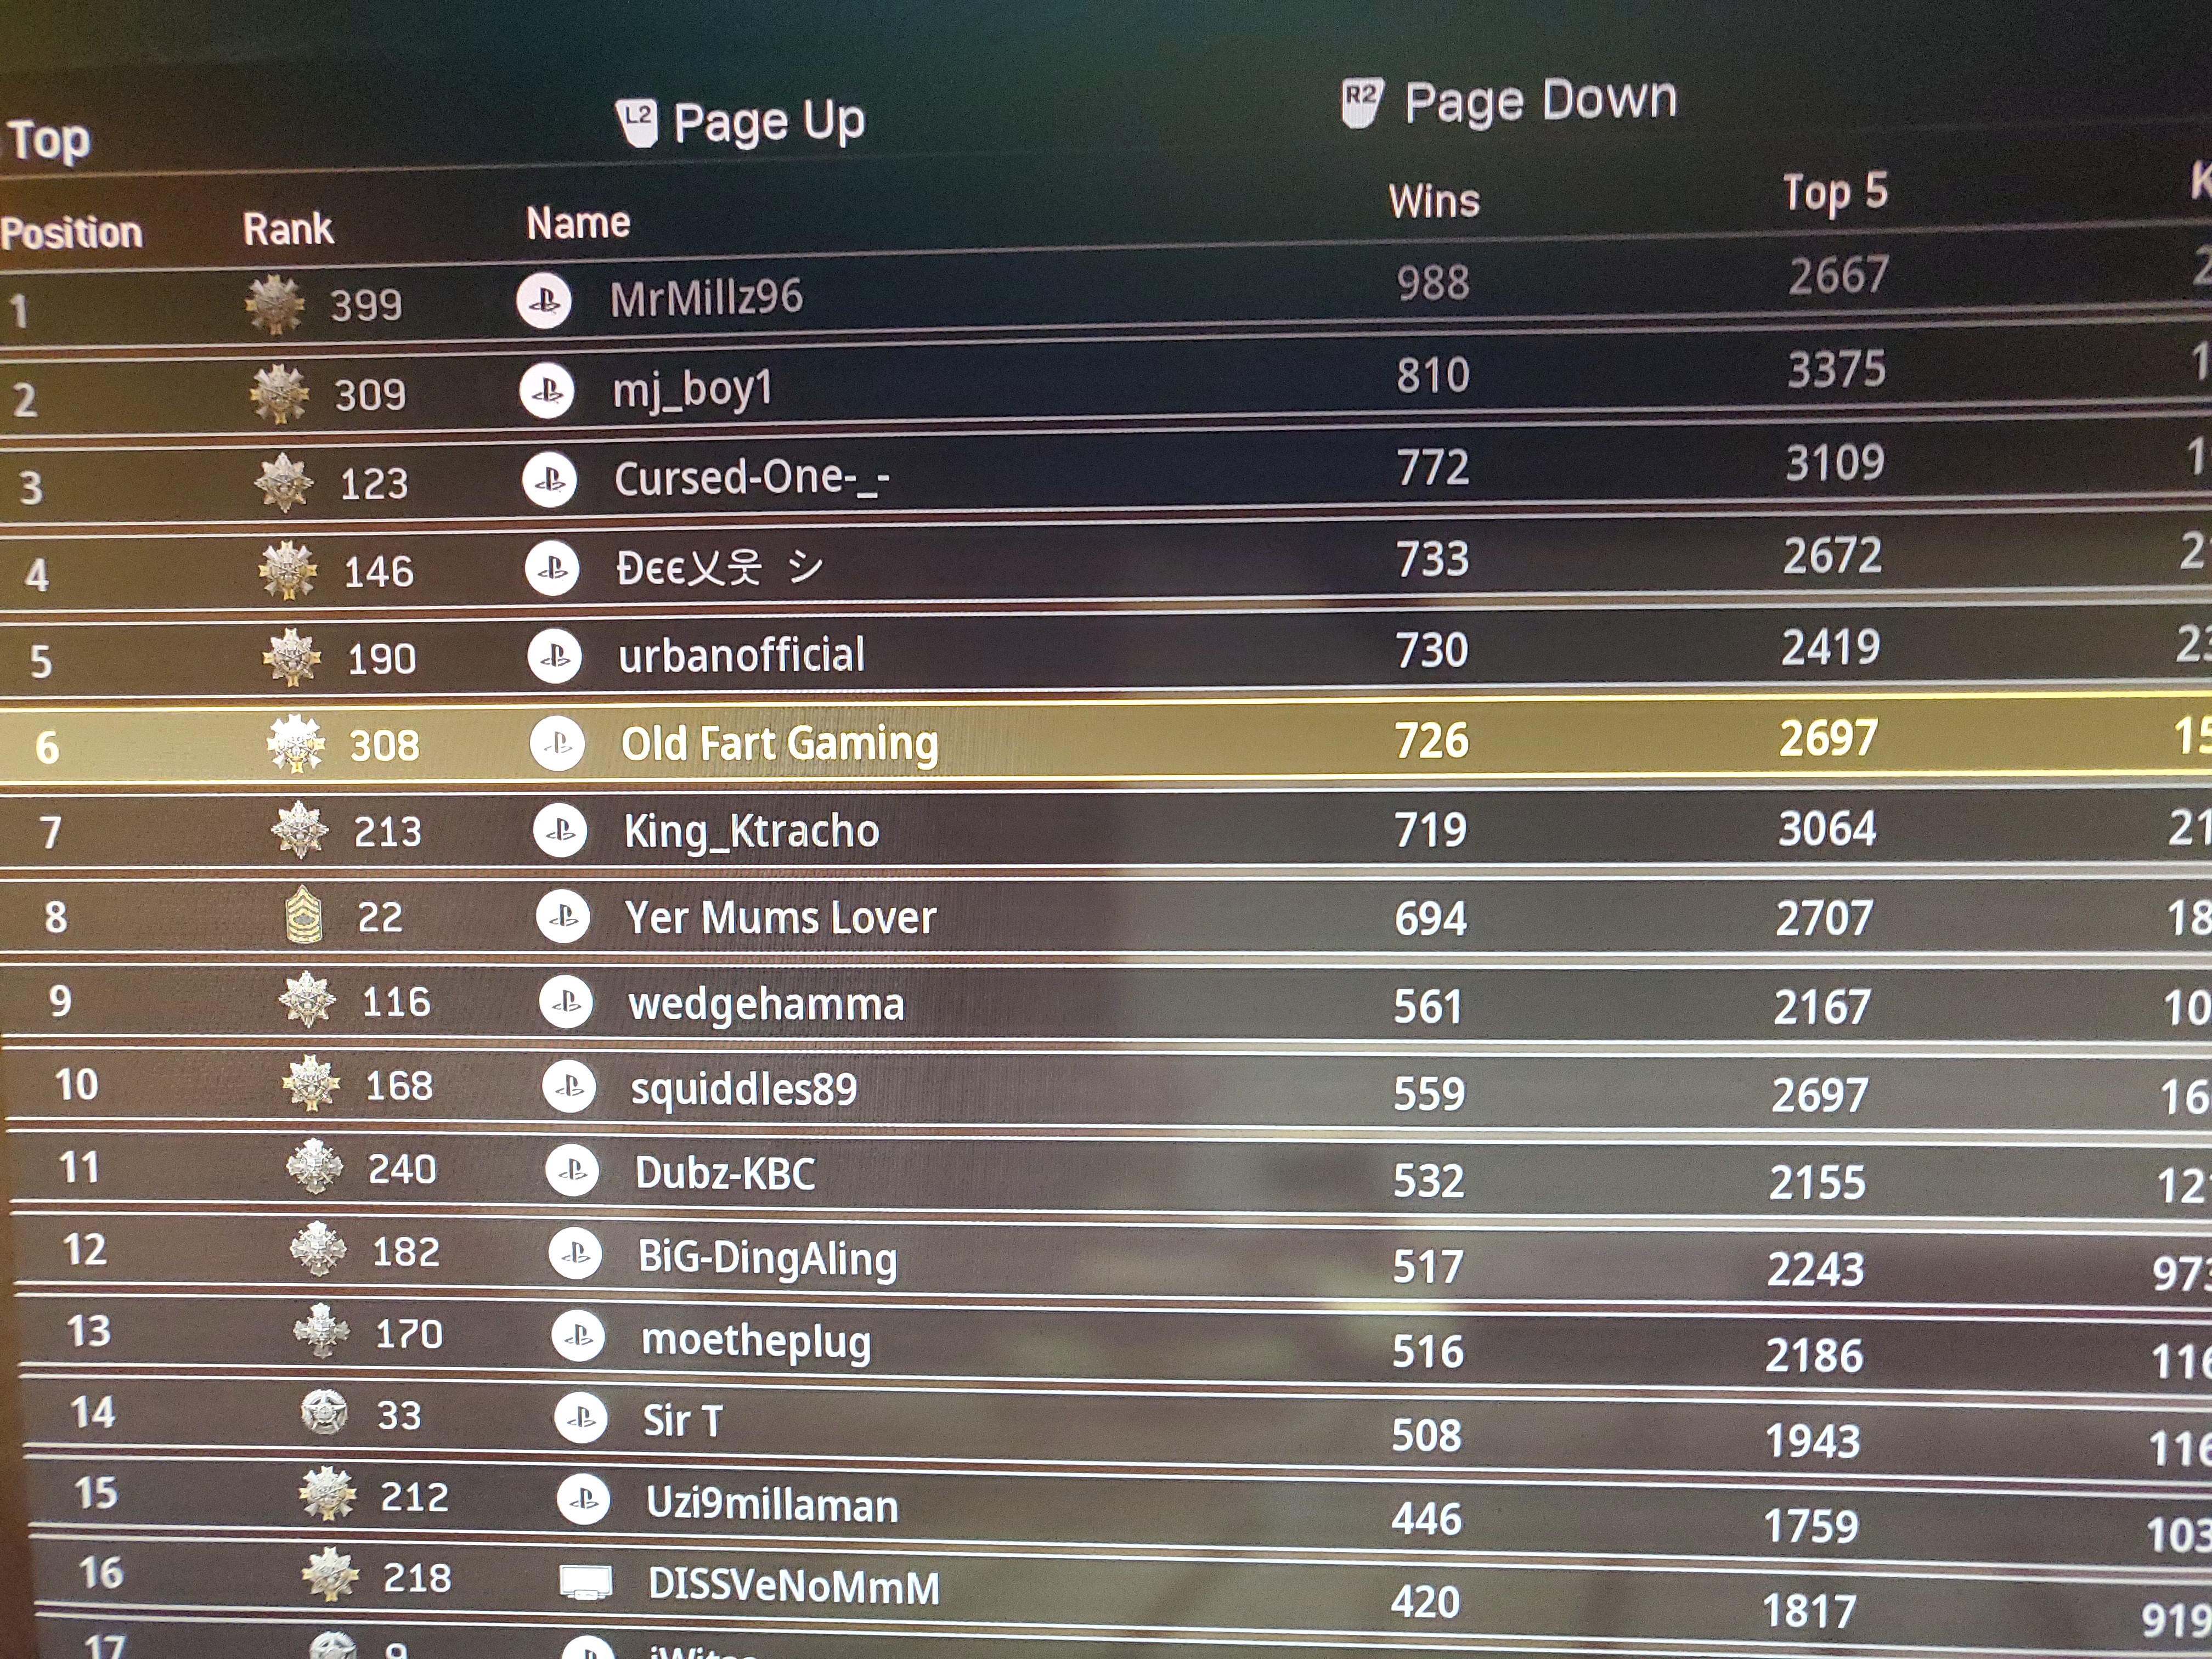 Top L2 Page Up R2 Page Down
Position Rank Name Wins Top 5
1 399 MrMillz96 988 2667
2 309 mj_boy1 810 3375
3 123 Cursed-One-_- 772 3109
4 146 Đєє乂웃 シ 733 2672
5 190 urbanofficial 730 2419
6 308 Old Fart Gaming 726 2697
7 213 King_Ktracho 719 3064
8 22 Yer Mums Lover 694 2707
9 116 wedgehamma 561 2167
10 168 squiddles89 559 2697
11 240 Dubz-KBC 532 2155
12 182 BiG-DingAling 517 2243
13 170 moetheplug 516 2186
14 33 Sir T 508 1943
15 212 Uzi9millaman 446 1759
16 218 DISSVeNoMmM 420 1817
17 9